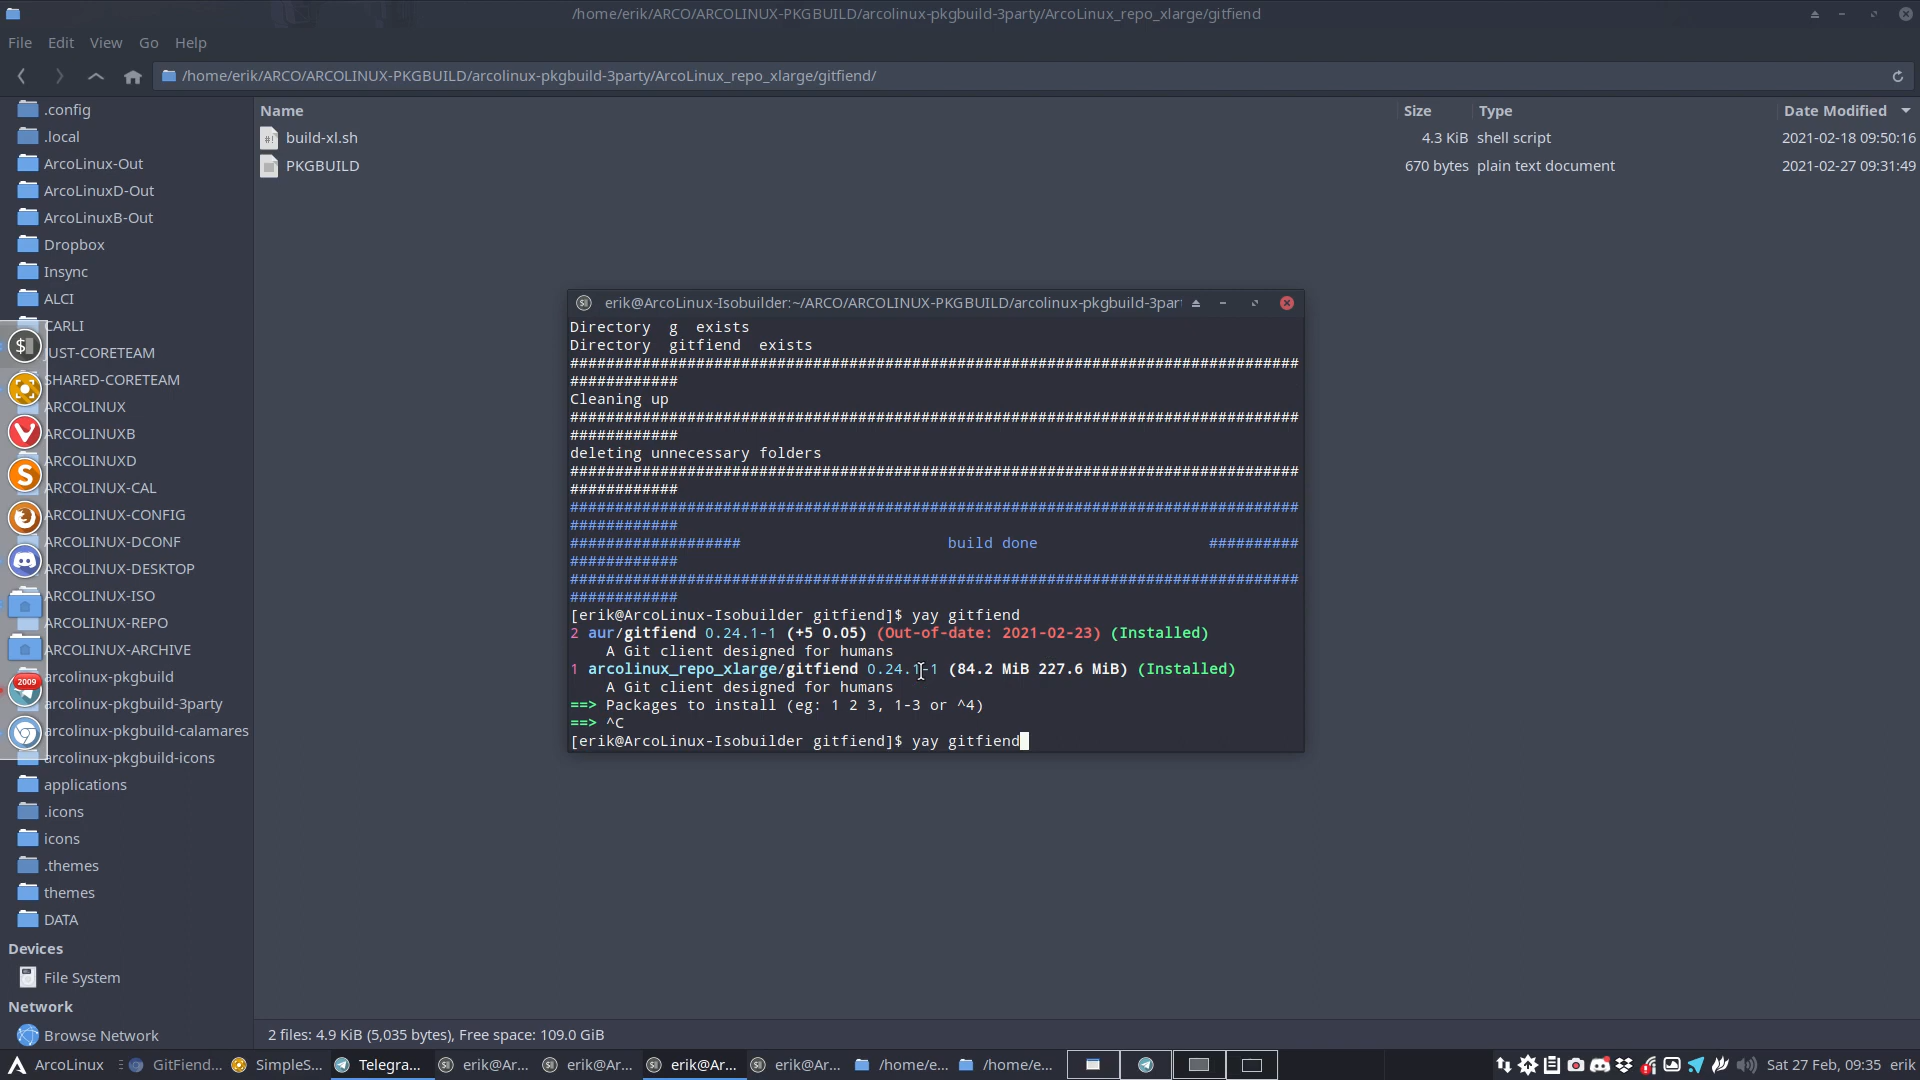 /home/erik/ARCO/ARCOLINUX-PKGBUILD/arcolinux-pkgbuild-3party/ArcoLinux_repo_xlarge/gitfiend
File Edit View Go Help
/home/erik/ARCO/ARCOLINUX-PKGBUILD/arcolinux-pkgbuild-3party/ArcoLinux_repo_xlarge/gitfiend/
.config
.local
ArcoLinux-Out
ArcoLinuxD-Out
ArcoLinuxB-Out
Dropbox
Insync
ALCI
CARLI
JUST-CORETEAM
SHARED-CORETEAM
ARCOLINUX
ARCOLINUXB
ARCOLINUXD
ARCOLINUX-CAL
ARCOLINUX-CONFIG
ARCOLINUX-DCONF
ARCOLINUX-DESKTOP
ARCOLINUX-ISO
ARCOLINUX-REPO
ARCOLINUX-ARCHIVE
arcolinux-pkgbuild
arcolinux-pkgbuild-3party
arcolinux-pkgbuild-calamares
arcolinux-pkgbuild-icons
applications
.icons
icons
.themes
themes
DATA
Devices
File System
Network
Browse Network
2009
Name Size Type Date Modified
build-xl.sh 4.3 KiB shell script 2021-02-18 09:50:16
PKGBUILD 670 bytes plain text document 2021-02-27 09:31:49
erik@ArcoLinux-Isobuilder:~/ARCO/ARCOLINUX-PKGBUILD/arcolinux-pkgbuild-3part
Directory g exists
Directory gitfiend exists
#################################################################################
############
Cleaning up
#################################################################################
############
deleting unnecessary folders
#################################################################################
############
#################################################################################
############
################### build done ##########
############
#################################################################################
############
[erik@ArcoLinux-Isobuilder gitfiend]$ yay gitfiend
2 aur/gitfiend 0.24.1-1 (+5 0.05) (Out-of-date: 2021-02-23) (Installed)
A Git client designed for humans
1 arcolinux_repo_xlarge/gitfiend 0.24.1-1 (84.2 MiB 227.6 MiB) (Installed)
A Git client designed for humans
==> Packages to install (eg: 1 2 3, 1-3 or ^4)
==> ^C
[erik@ArcoLinux-Isobuilder gitfiend]$ yay gitfiend
2 files: 4.9 KiB (5,035 bytes), Free space: 109.0 GiB
ArcoLinux GitFiend... SimpleS... Telegra... erik@Ar... erik@Ar... erik@Ar... erik@Ar... /home/e... /home/e... Sat 27 Feb, 09:35 erik